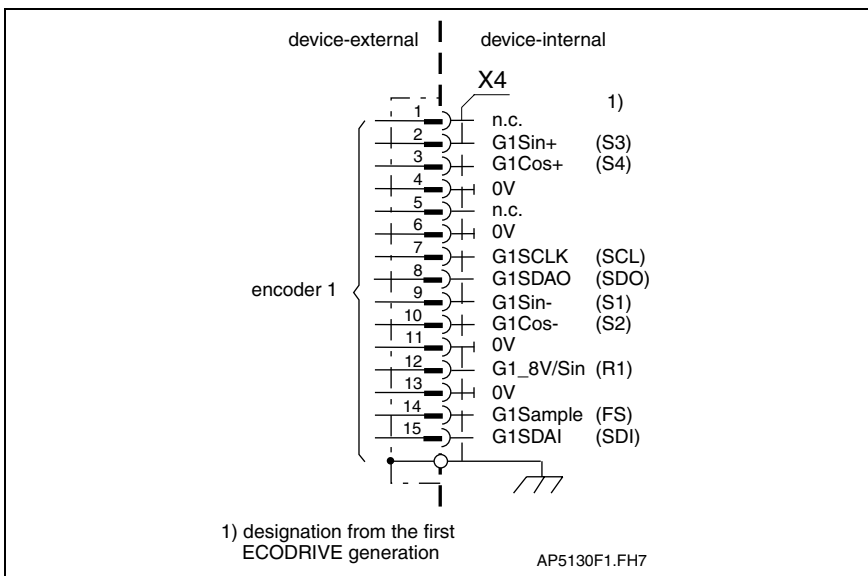 device-external device-internal
X4
1)
1 n.c.
2 G1Sin+ (S3)
3 G1Cos+ (S4)
4 0V
5 n.c.
6 0V
7 G1SCLK (SCL)
8 G1SDAO (SDO)
9 G1Sin- (S1)
10 G1Cos- (S2)
11 0V
12 G1_8V/Sin (R1)
13 0V
14 G1Sample (FS)
15 G1SDAI (SDI)
encoder 1
1) designation from the first
ECODRIVE generation
AP5130F1.FH7